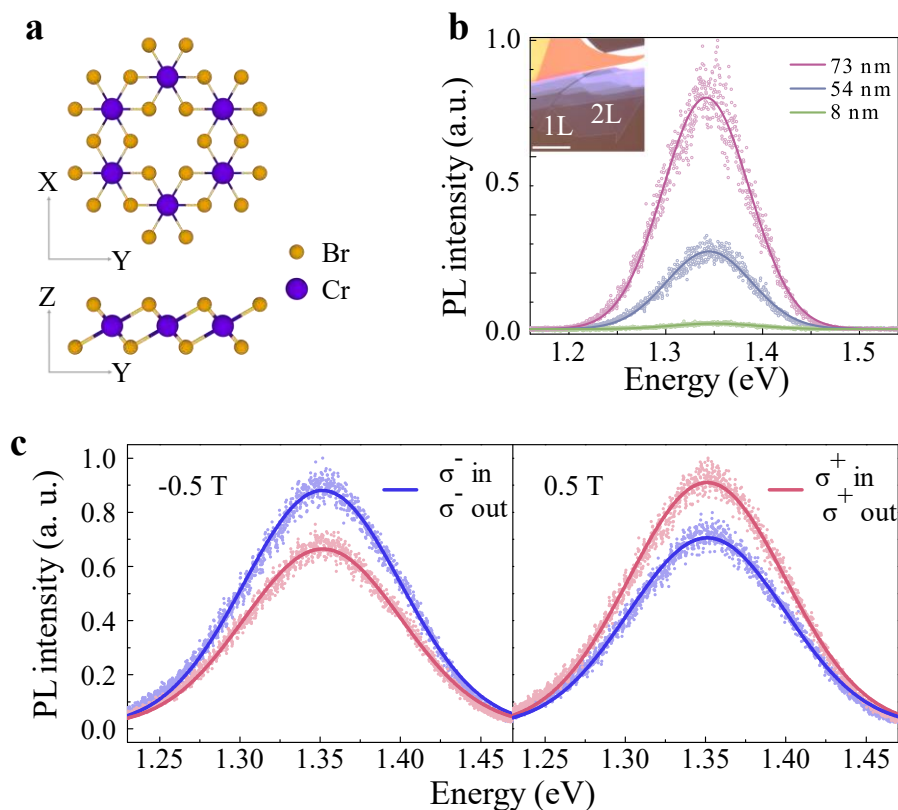 a
X
Y
Br
Cr
Z
Y
b
PL intensity (a.u.)
1.0
0.5
0.0
1L
2L
73 nm
54 nm
8 nm
1.2 1.3 1.4 1.5
Energy (eV)
c
PL intensity (a. u.)
1.0
0.8
0.6
0.4
0.2
0.0
-0.5 T
σ- in
σ- out
0.5 T
σ+ in
σ+ out
1.25 1.30 1.35 1.40 1.45 1.25 1.30 1.35 1.40 1.45
Energy (eV)